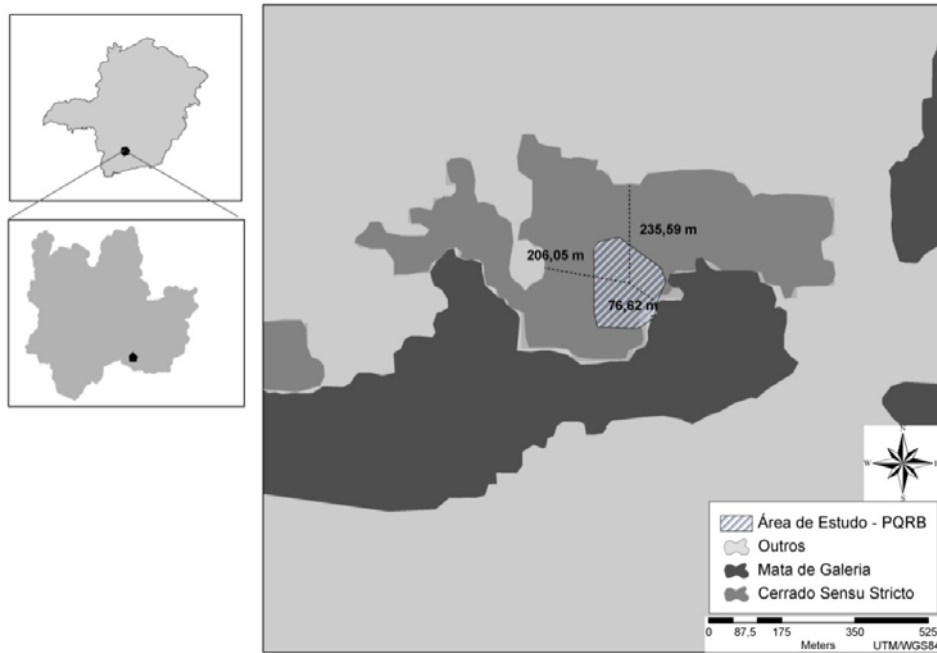 235,59 m
206,05 m
76,62 m
N
W
E
S
Área de Estudo - PQRB
Outros
Mata de Galeria
Cerrado Sensu Stricto
0 87,5 175 350 525
Meters UTM/WGS84